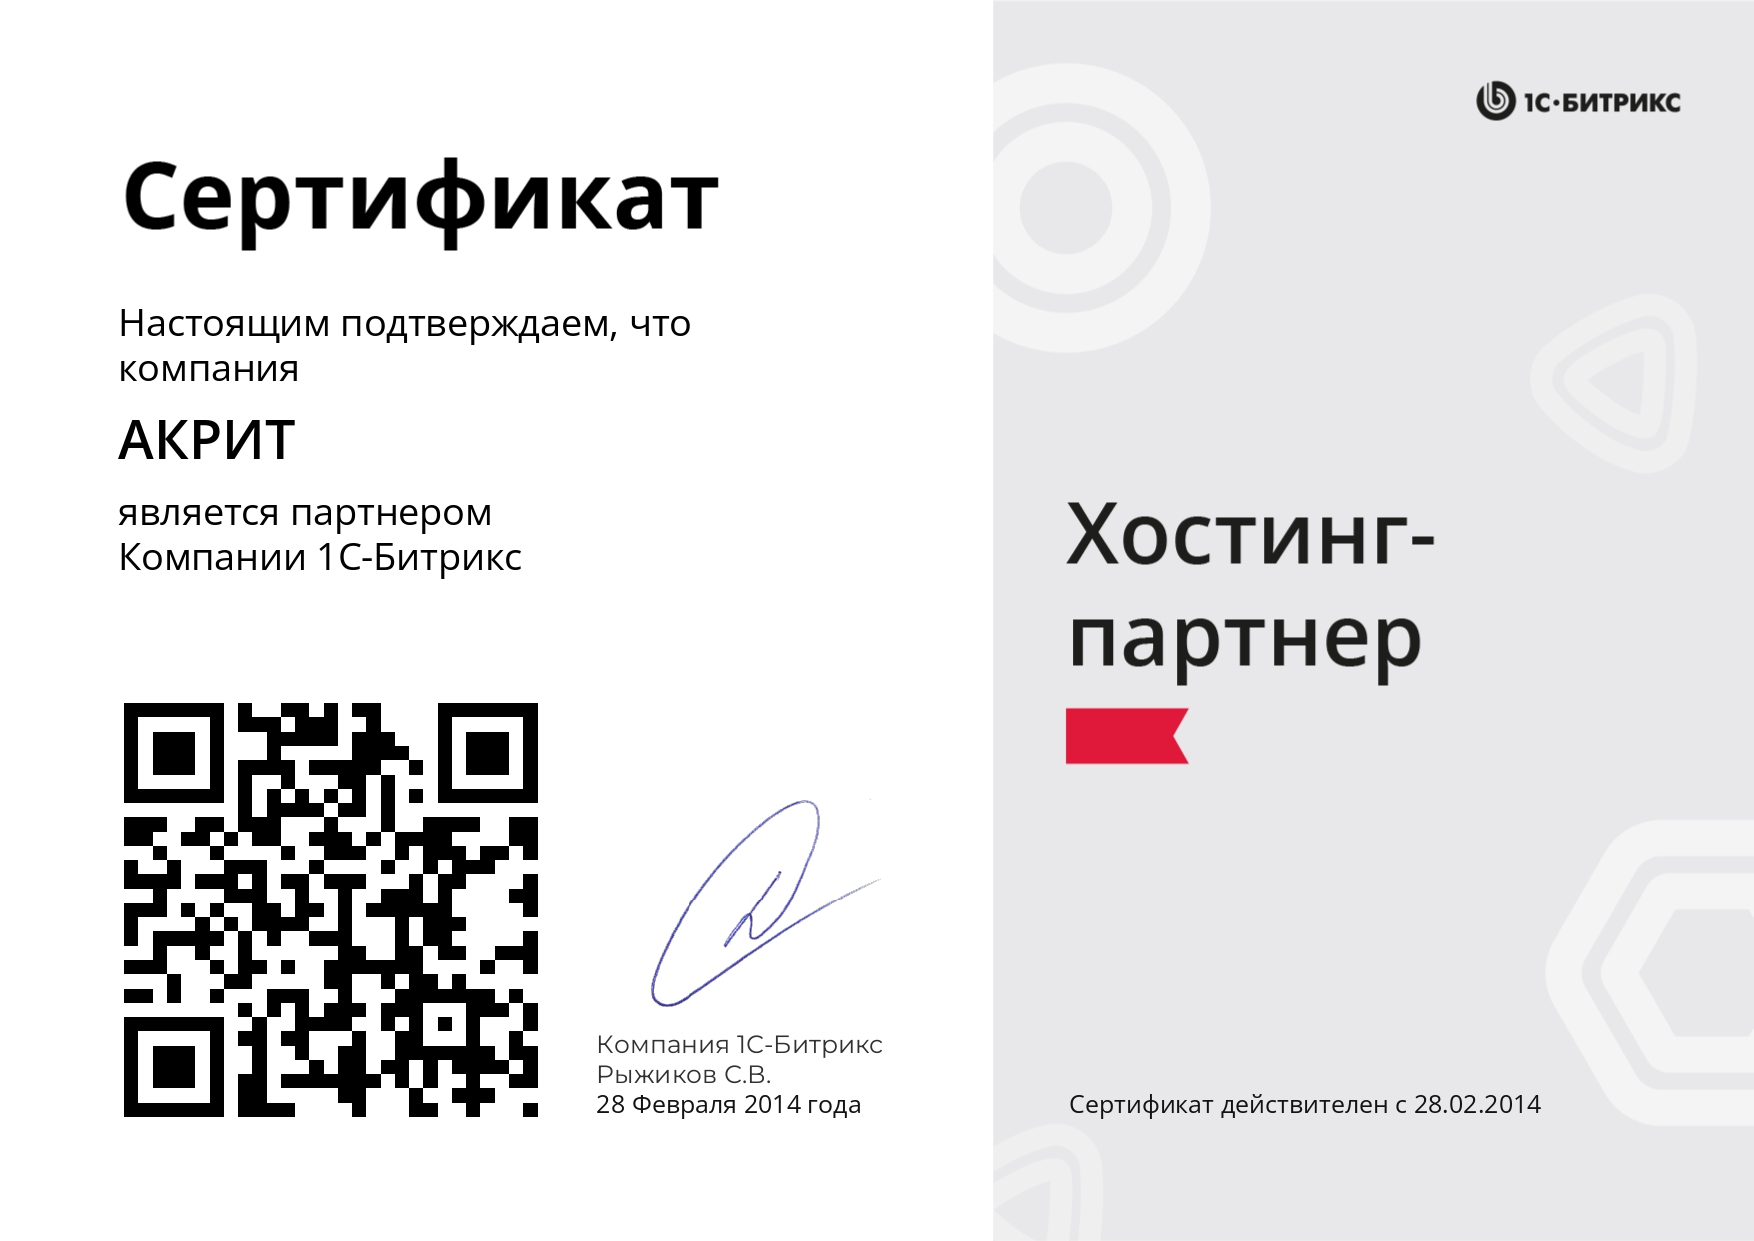 Сертификат
Настоящим подтверждаем, что
компания
АКРИТ
является партнером
Компании 1С-Битрикс
Компания 1С-Битрикс
Рыжиков С.В.
28 Февраля 2014 года
1С·БИТРИКС
Хостинг-
партнер
Сертификат действителен с 28.02.2014